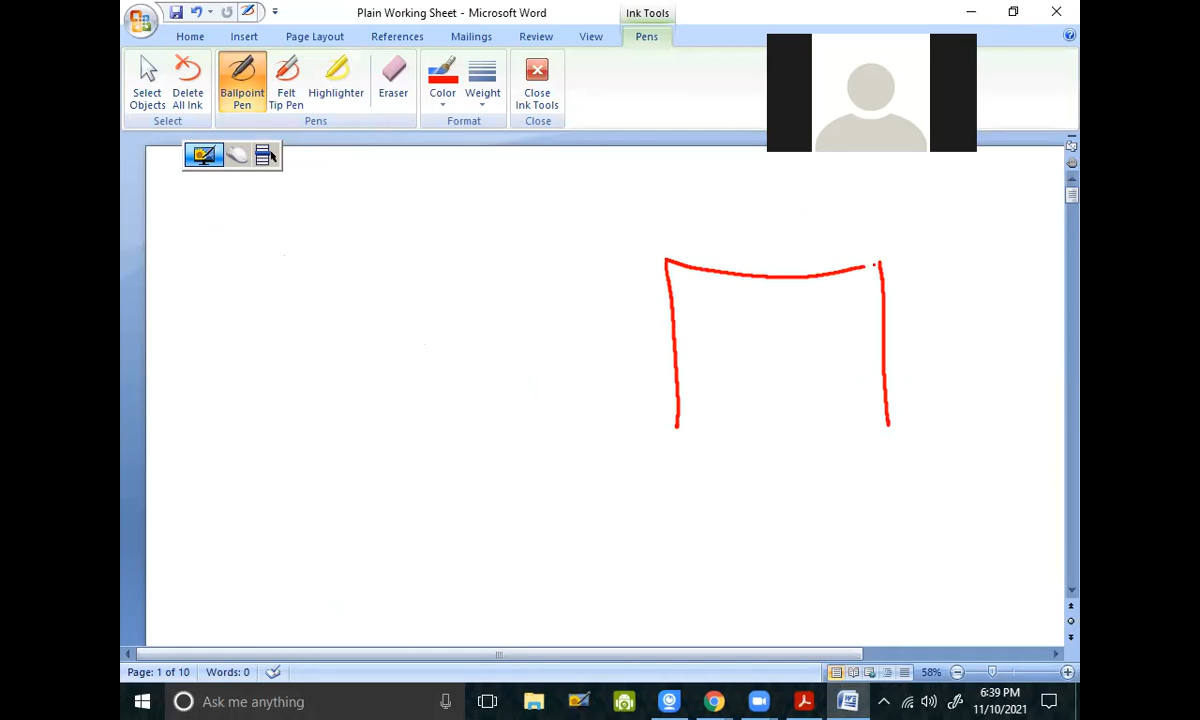 Plain Working Sheet - Microsoft Word
Ink Tools
Home Insert Page Layout References Mailings Review View Pens
Select Objects
Delete All Ink
Ballpoint Pen
Felt Tip Pen
Highlighter
Eraser
Color
Weight
Close Ink Tools
Select Pens Format Close
Page: 1 of 10 Words: 0 58%
Ask me anything
6:39 PM
11/10/2021